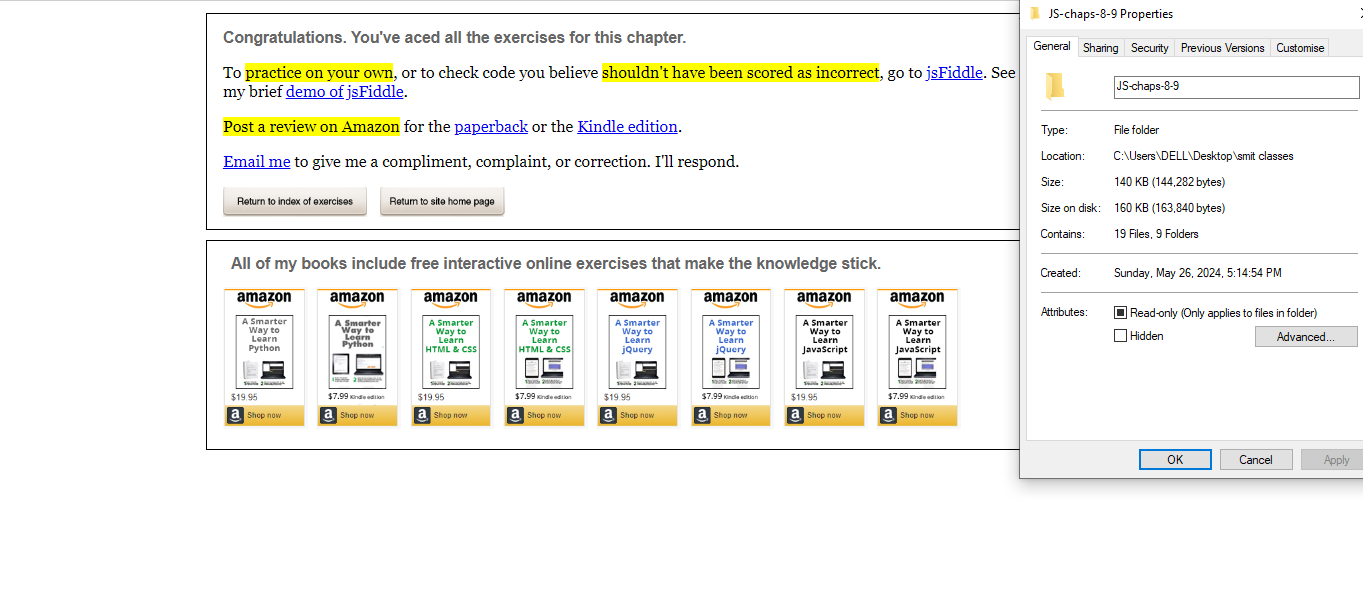 Congratulations. You've aced all the exercises for this chapter.
To practice on your own, or to check code you believe shouldn't have been scored as incorrect, go to jsFiddle. See
my brief demo of jsFiddle.
Post a review on Amazon for the paperback or the Kindle edition.
Email me to give me a compliment, complaint, or correction. I'll respond.
Return to index of exercises
Return to site home page
All of my books include free interactive online exercises that make the knowledge stick.
amazon
A Smarter
Way to
Learn
Python
$19.95
a Shop now
amazon
A Smarter
Way to
Learn
Python
$7.99 Kindle edition
a Shop now
amazon
A Smarter
Way to
Learn
HTML & CSS
$19.95
a Shop now
amazon
A Smarter
Way to
Learn
HTML & CSS
$7.99 Kindle edition
a Shop now
amazon
A Smarter
Way to
Learn
jQuery
$19.95
a Shop now
amazon
A Smarter
Way to
Learn
jQuery
$7.99 Kindle edition
a Shop now
amazon
A Smarter
Way to
Learn
JavaScript
$19.95
a Shop now
amazon
A Smarter
Way to
Learn
JavaScript
$7.99 Kindle edition
a Shop now
JS-chaps-8-9 Properties
General Sharing Security Previous Versions Customise
JS-chaps-8-9
Type: File folder
Location: C:\Users\DELL\Desktop\smit classes
Size: 140 KB (144,282 bytes)
Size on disk: 160 KB (163,840 bytes)
Contains: 19 Files, 9 Folders
Created: Sunday, May 26, 2024, 5:14:54 PM
Attributes: Read-only (Only applies to files in folder)
Hidden
Advanced...
OK Cancel Apply